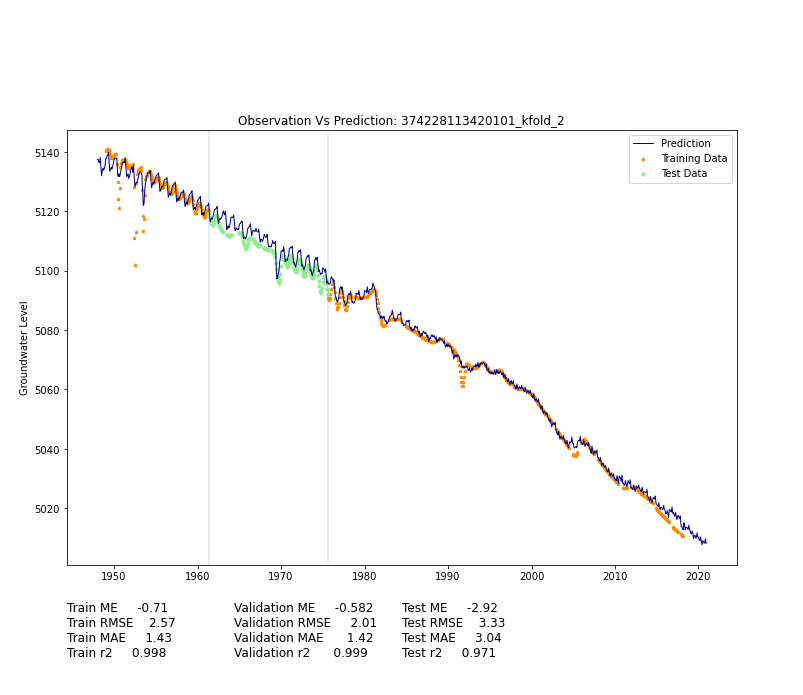 Observation Vs Prediction: 374228113420101_kfold_2
Prediction
Training Data
Test Data
Groundwater Level
5140
5120
5100
5080
5060
5040
5020
1950 1960 1970 1980 1990 2000 2010 2020
Train ME -0.71 Validation ME -0.582 Test ME -2.92
Train RMSE 2.57 Validation RMSE 2.01 Test RMSE 3.33
Train MAE 1.43 Validation MAE 1.42 Test MAE 3.04
Train r2 0.998 Validation r2 0.999 Test r2 0.971